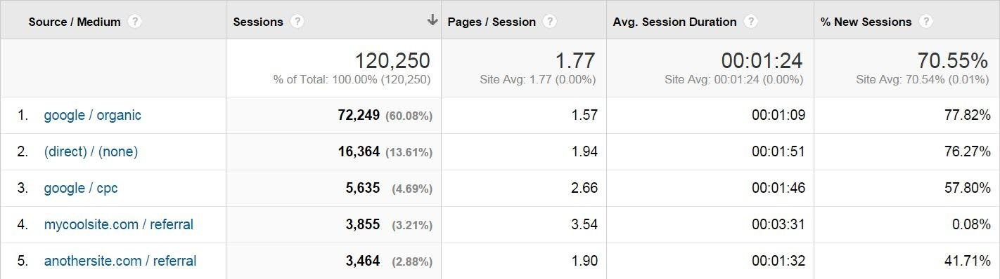 Source / Medium ? Sessions ? ↓ Pages / Session ? Avg. Session Duration ? % New Sessions ?
120,250 1.77 00:01:24 70.55%
% of Total: 100.00% (120,250) Site Avg: 1.77 (0.00%) Site Avg: 00:01:24 (0.00%) Site Avg: 70.54% (0.01%)
1. google / organic 72,249 (60.08%) 1.57 00:01:09 77.82%
2. (direct) / (none) 16,364 (13.61%) 1.94 00:01:51 76.27%
3. google / cpc 5,635 (4.69%) 2.66 00:01:46 57.80%
4. mycoolsite.com / referral 3,855 (3.21%) 3.54 00:03:31 0.08%
5. anothersite.com / referral 3,464 (2.88%) 1.90 00:01:32 41.71%